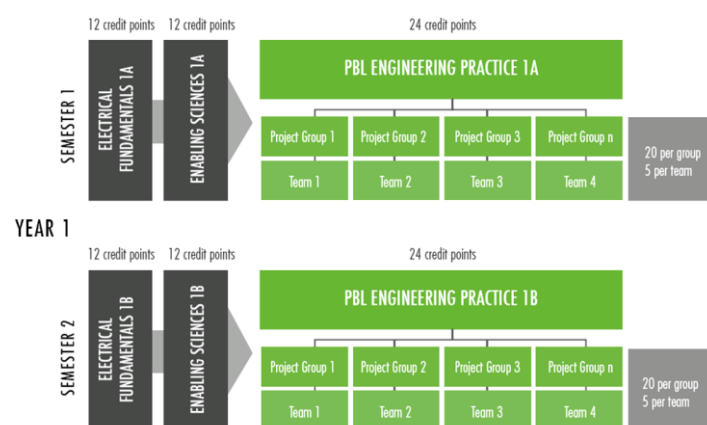 12 credit points
12 credit points
24 credit points
SEMESTER 1
ELECTRICAL
FUNDAMENTALS 1A
ENABLING SCIENCES 1A
PBL ENGINEERING PRACTICE 1A
Project Group 1
Project Group 2
Project Group 3
Project Group n
Team 1
Team 2
Team 3
Team 4
20 per group
5 per team
YEAR 1
12 credit points
12 credit points
24 credit points
SEMESTER 2
ELECTRICAL
FUNDAMENTALS 1B
ENABLING SCIENCES 1B
PBL ENGINEERING PRACTICE 1B
Project Group 1
Project Group 2
Project Group 3
Project Group n
Team 1
Team 2
Team 3
Team 4
20 per group
5 per team